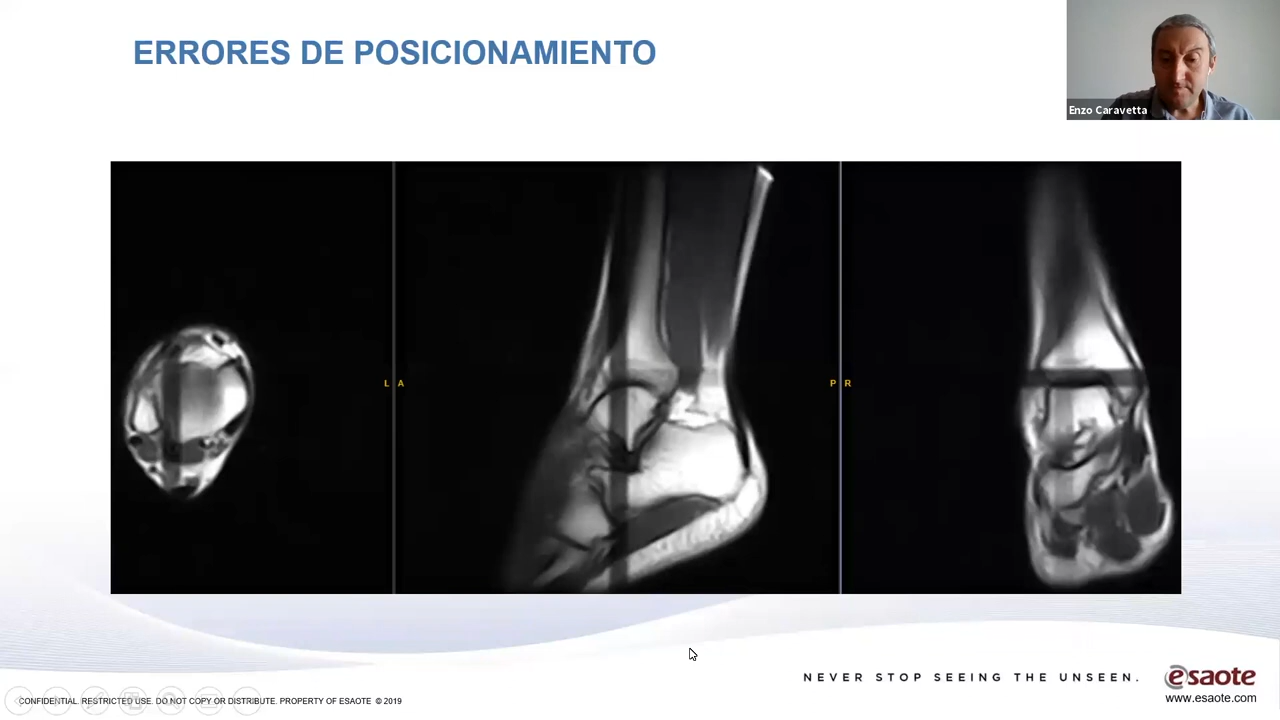 ERRORES DE POSICIONAMIENTO
Enzo Caravetta
L A
P R
NEVER STOP SEEING THE UNSEEN.
esaote
www.esaote.com
CONFIDENTIAL. RESTRICTED USE. DO NOT COPY OR DISTRIBUTE. PROPERTY OF ESAOTE © 2019